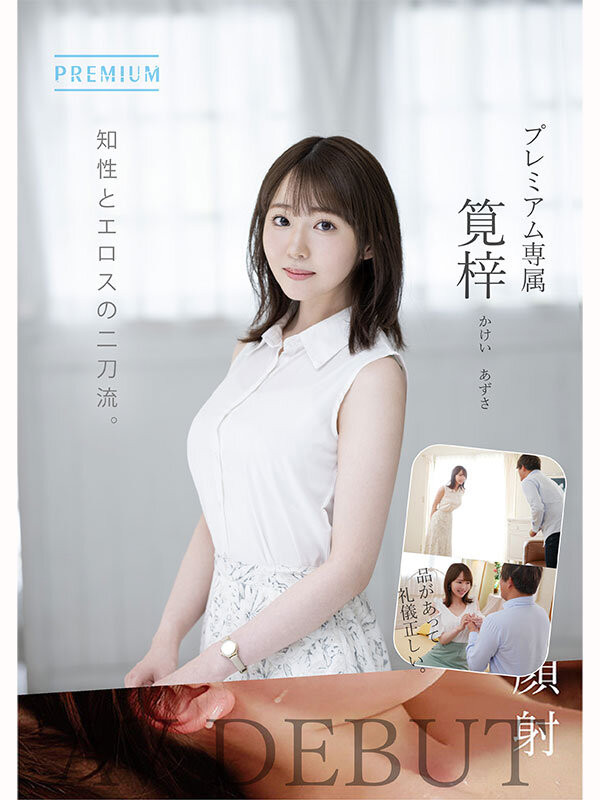 PREMIUM
知性とエロスの二刀流。
プレミアム専属
筧梓
かけい あずさ
品があって
礼儀正しい。
顔射
AV DEBUT